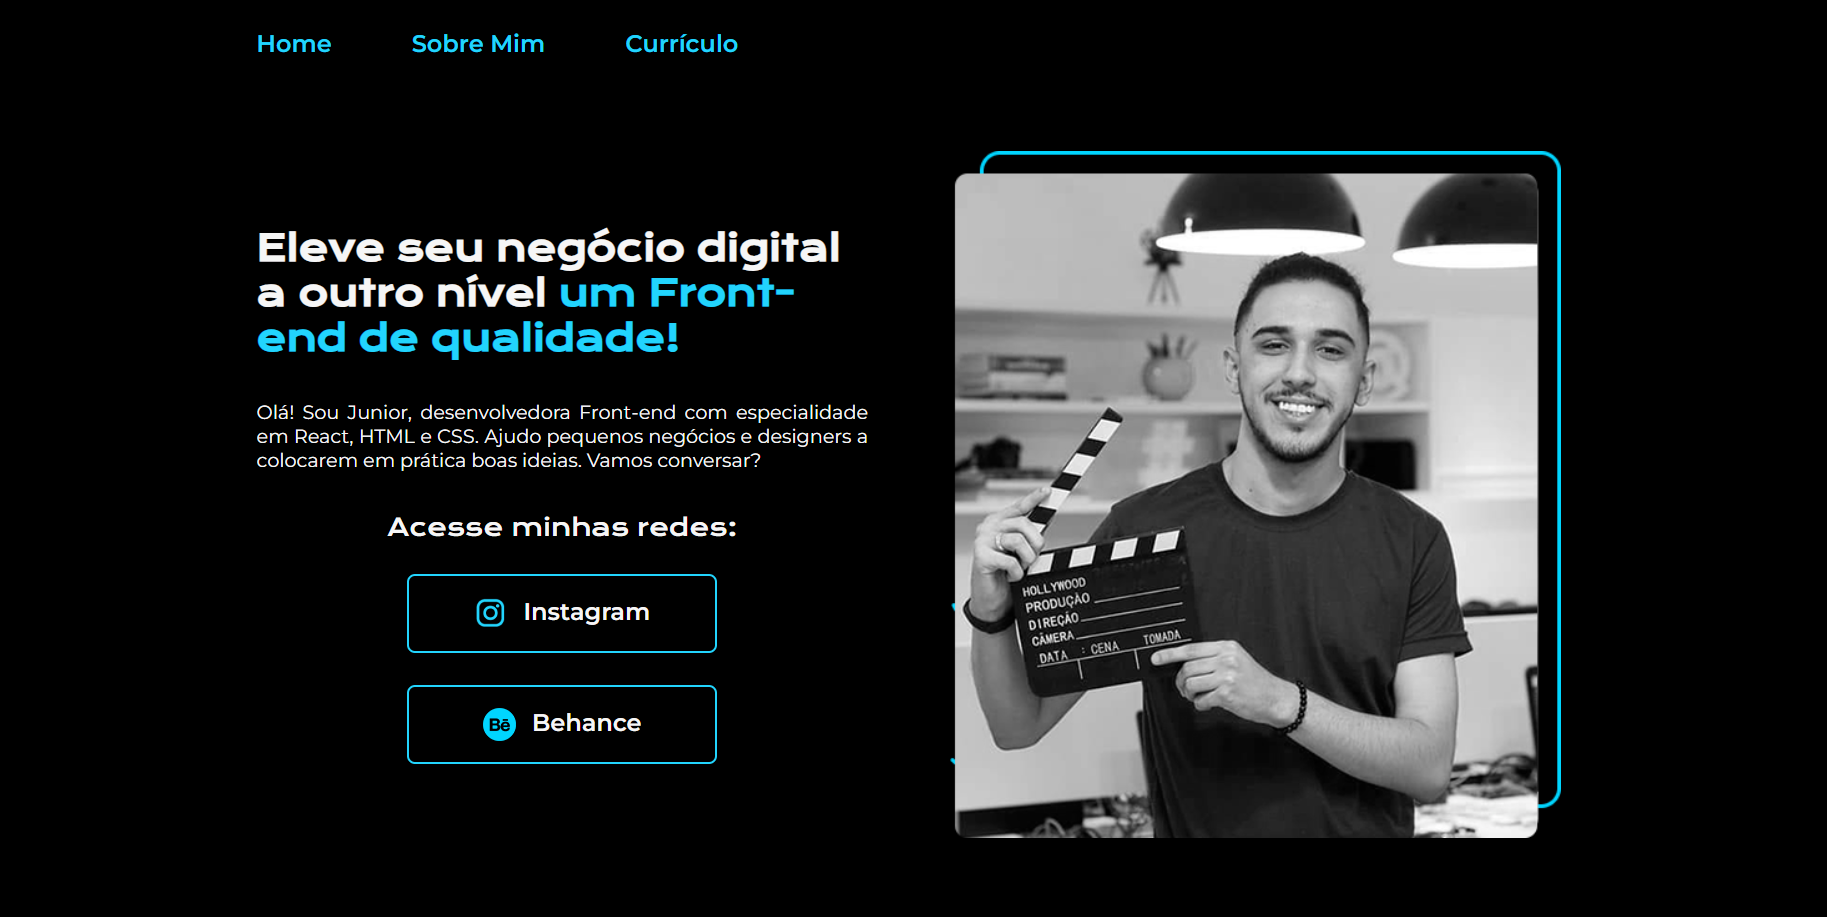 Home Sobre Mim Currículo
Eleve seu negócio digital
a outro nível um Front-
end de qualidade!
Olá! Sou Junior, desenvolvedora Front-end com especialidade
em React, HTML e CSS. Ajudo pequenos negócios e designers a
colocarem em prática boas ideias. Vamos conversar?
Acesse minhas redes:
Instagram
Bē Behance
HOLLYWOOD
PRODUÇÃO
DIREÇÃO
CÂMERA
DATA : CENA TOMADA